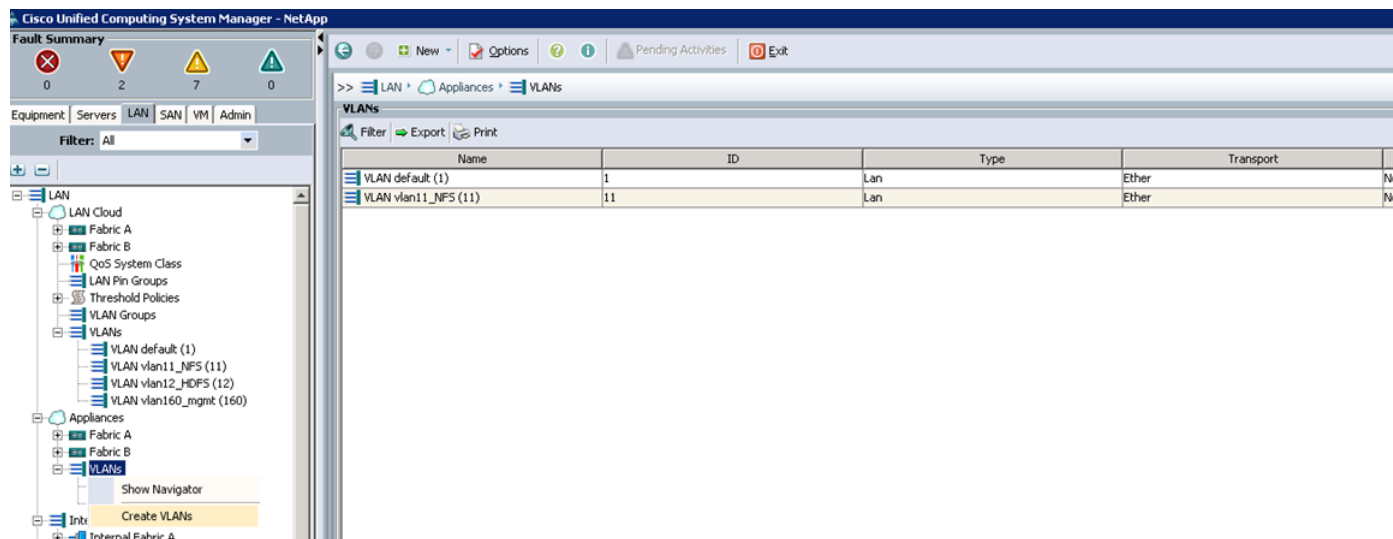 Cisco Unified Computing System Manager - NetApp
Fault Summary
0 2 7 0
New Options Pending Activities Exit
>> LAN Appliances VLANs
Equipment Servers LAN SAN VM Admin
Filter: All
VLANs
Filter Export Print
Name ID Type Transport
VLAN default (1) 1 Lan Ether
VLAN vlan11_NFS (11) 11 Lan Ether
LAN
LAN Cloud
Fabric A
Fabric B
QoS System Class
LAN Pin Groups
Threshold Policies
VLAN Groups
VLANs
VLAN default (1)
VLAN vlan11_NFS (11)
VLAN vlan12_HDFS (12)
VLAN vlan160_mgmt (160)
Appliances
Fabric A
Fabric B
VLANs
Show Navigator
Create VLANs
Internal Fabric A